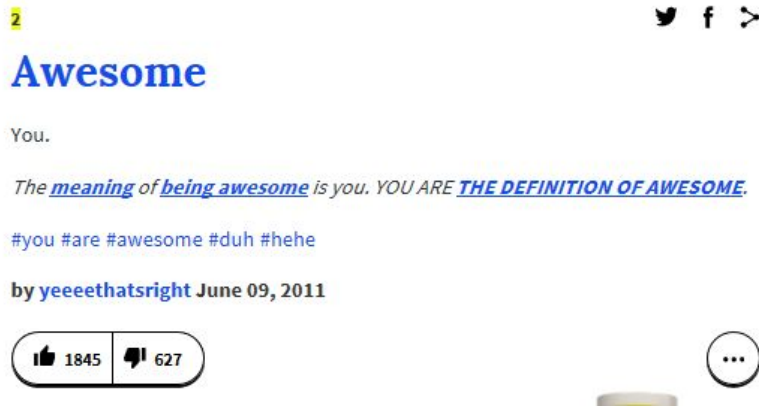 2
Awesome
You.
The meaning of being awesome is you. YOU ARE THE DEFINITION OF AWESOME.
#you #are #awesome #duh #hehe
by yeeeethatsright June 09, 2011
1845 627